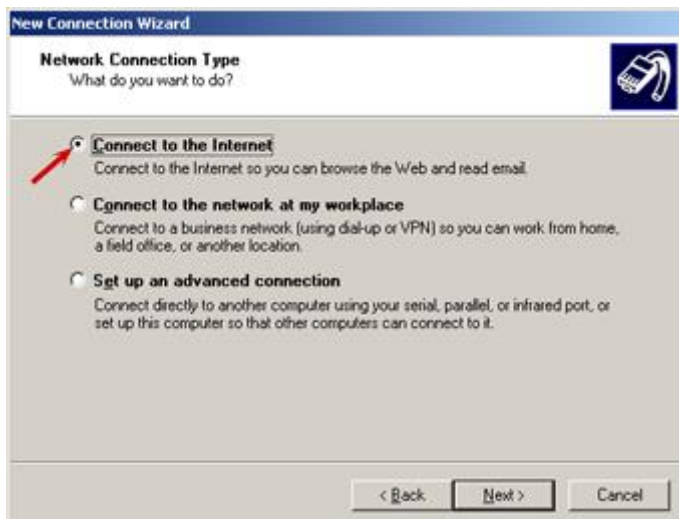 New Connection Wizard
Network Connection Type
What do you want to do?
Connect to the Internet
Connect to the Internet so you can browse the Web and read email.
Connect to the network at my workplace
Connect to a business network (using dial-up or VPN) so you can work from home,
a field office, or another location.
Set up an advanced connection
Connect directly to another computer using your serial, parallel, or infrared port, or
set up this computer so that other computers can connect to it.
< Back
Next >
Cancel